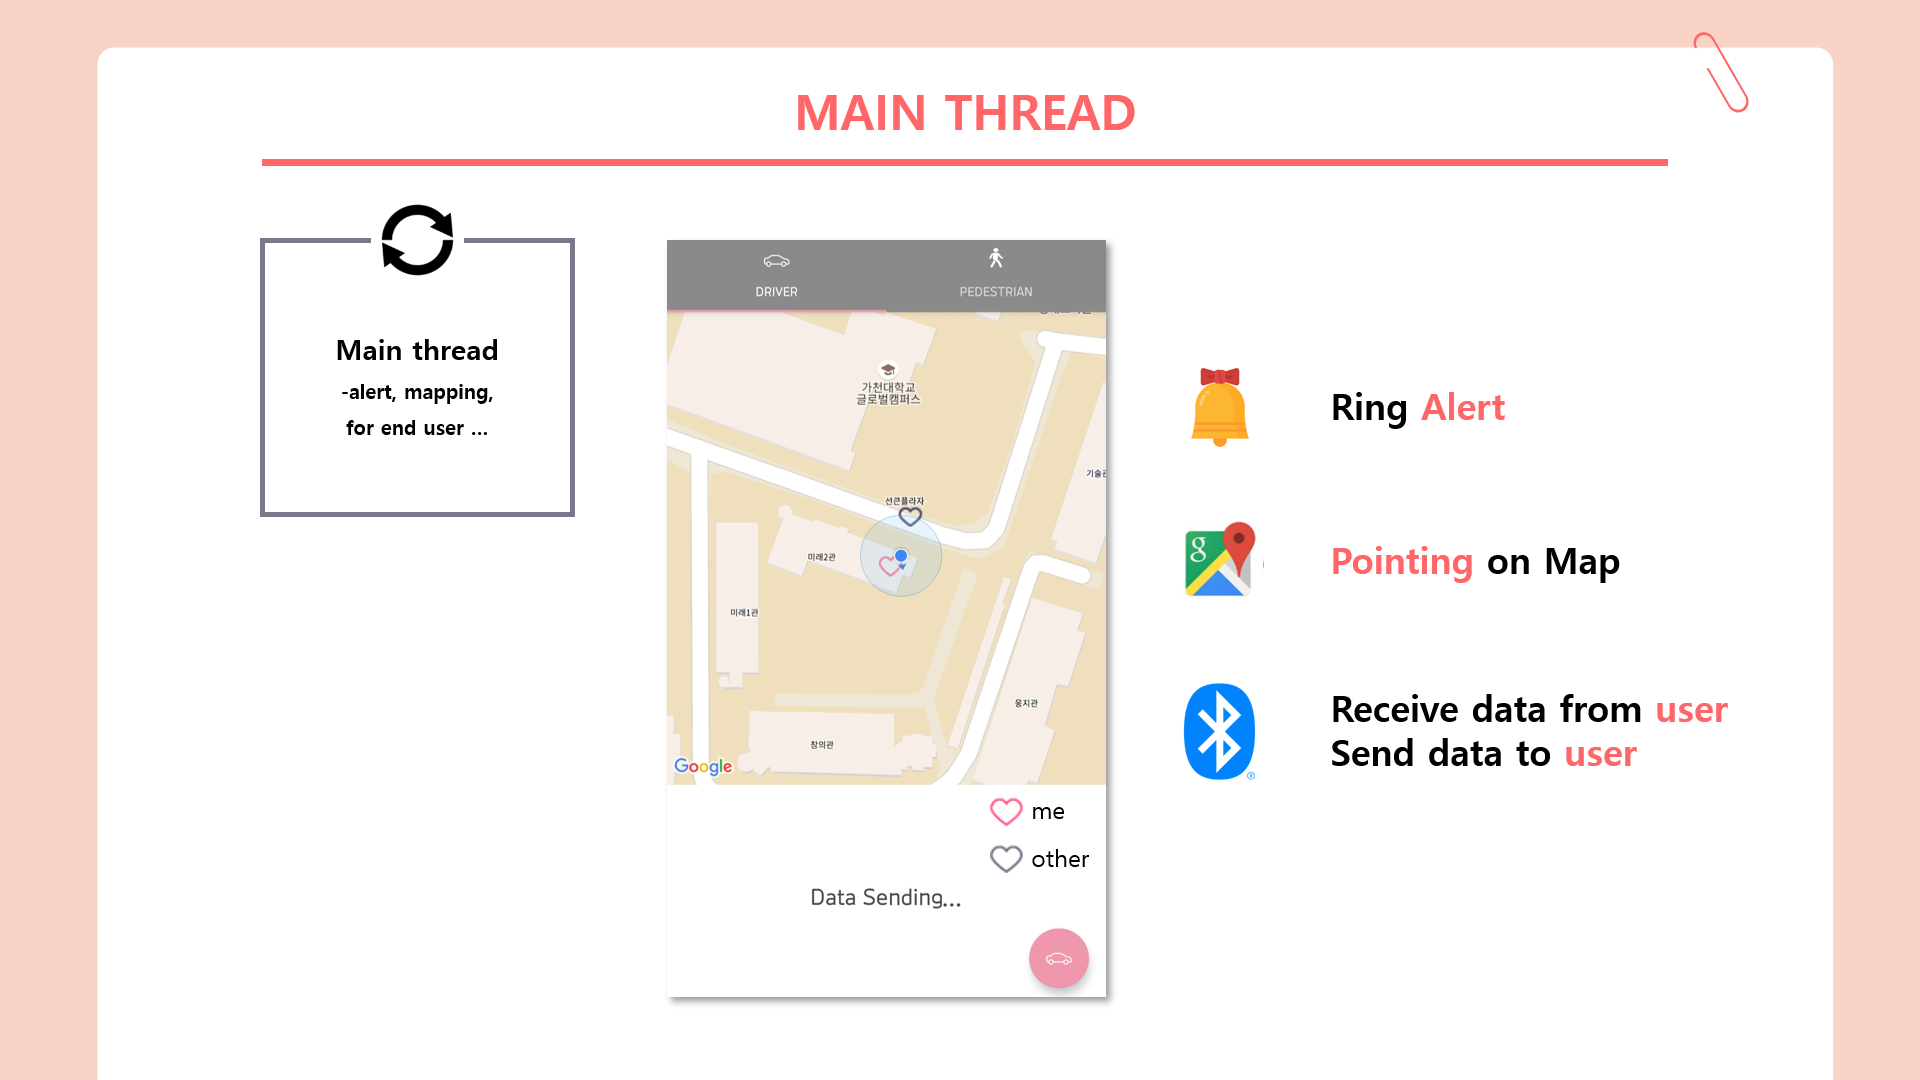 MAIN THREAD
Main thread
-alert, mapping,
for end user ...
DRIVER
PEDESTRIAN
가천대학교
글로벌캠퍼스
기술관
선큰플라자
미래2관
미래1관
웅지관
창의관
Google
me
other
Data Sending...
Ring Alert
g
Pointing on Map
Receive data from user
Send data to user